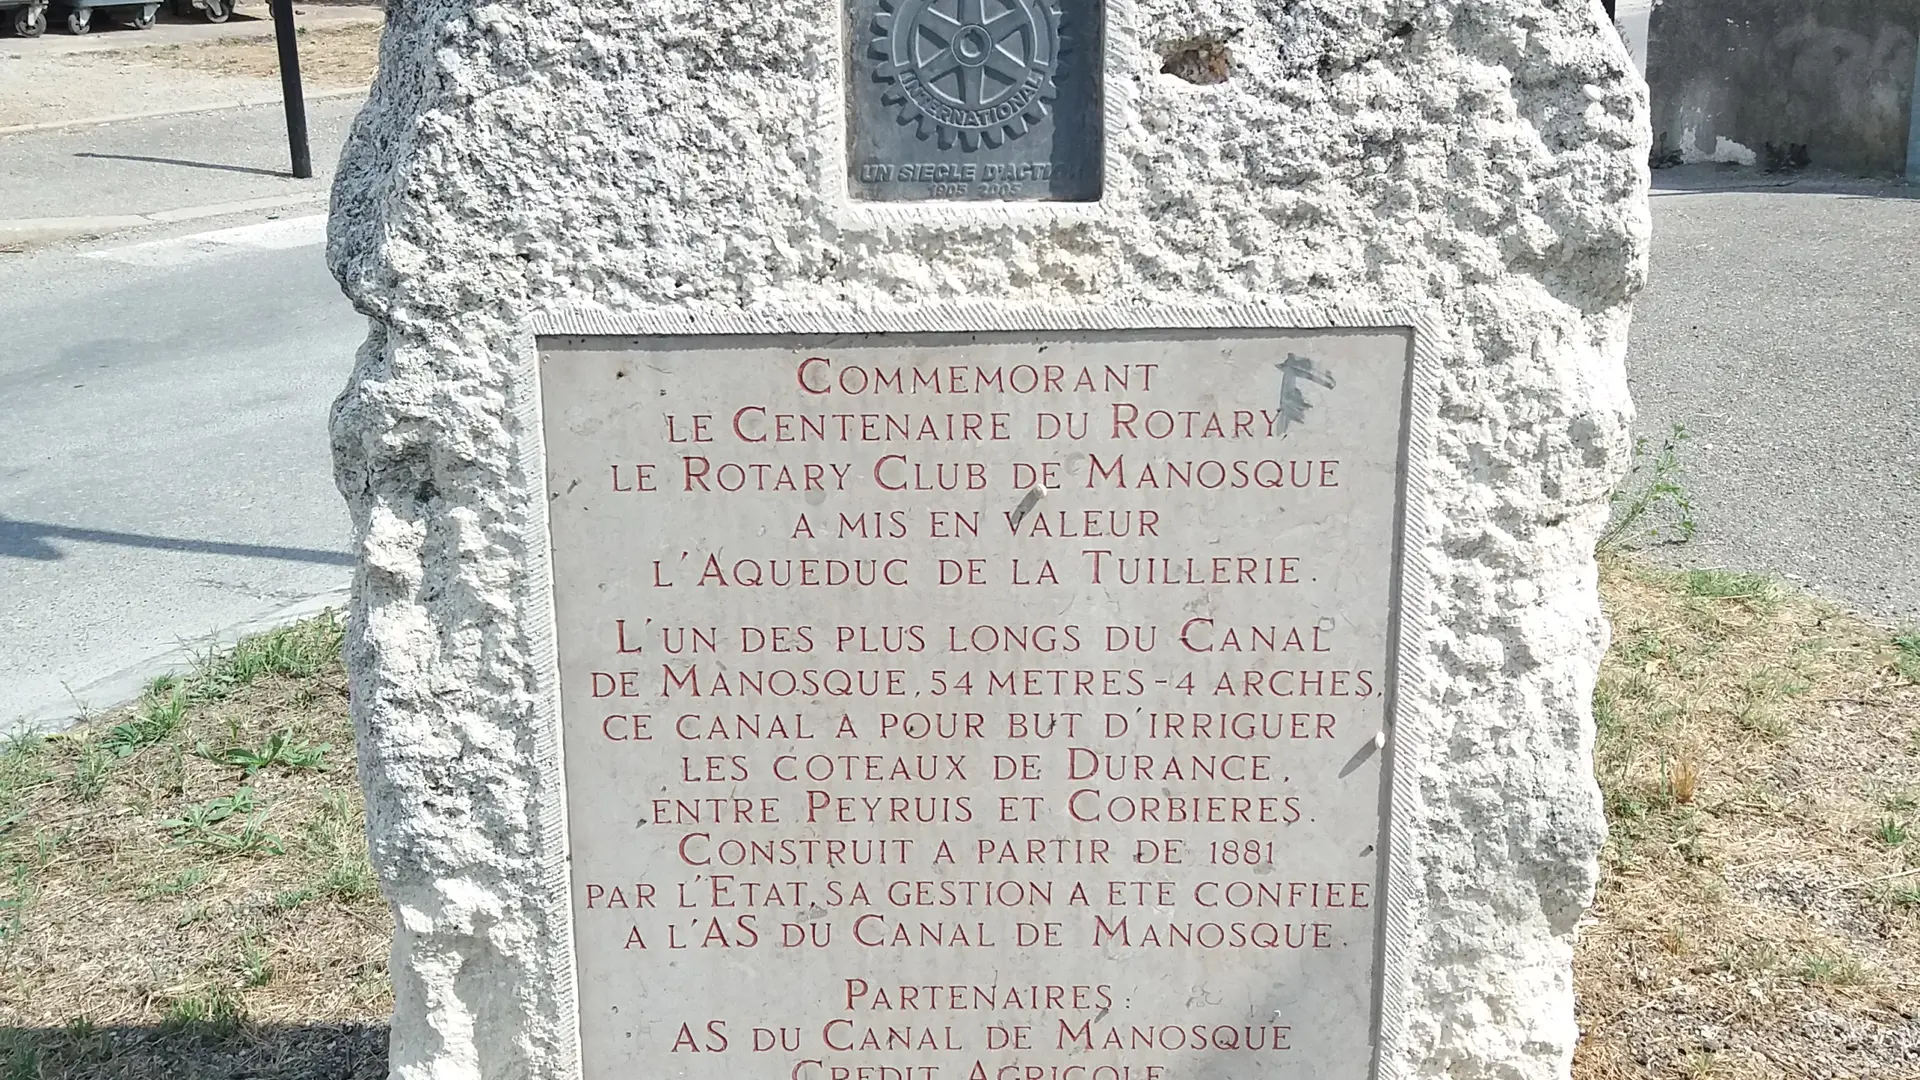 INTERNATIONAL
UN SIECLE D'ACTION
1905 2005
COMMEMORANT
LE CENTENAIRE DU ROTARY,
LE ROTARY CLUB DE MANOSQUE
A MIS EN VALEUR
L'AQUEDUC DE LA TUILLERIE.
L'UN DES PLUS LONGS DU CANAL
DE MANOSQUE, 54 METRES - 4 ARCHES,
CE CANAL A POUR BUT D'IRRIGUER
LES COTEAUX DE DURANCE,
ENTRE PEYRUIS ET CORBIERES.
CONSTRUIT A PARTIR DE 1881
PAR L'ETAT, SA GESTION A ETE CONFIEE
A L'AS DU CANAL DE MANOSQUE.
PARTENAIRES :
AS DU CANAL DE MANOSQUE
CREDIT AGRICOLE